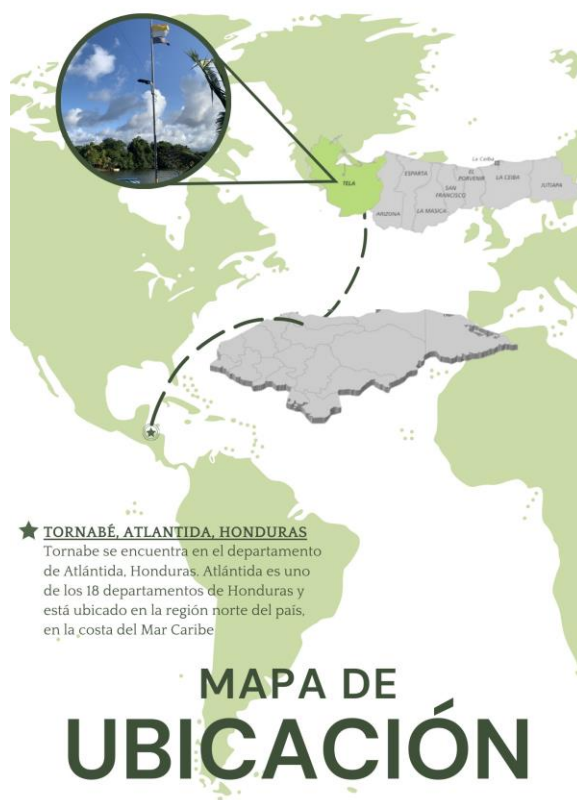 La Ceiba
TELA
ESPARTA
EL
PORVENIR
SAN
FRANCISCO
LA CEIBA
JUTIAPA
ARIZONA
LA MASICA
TORNABÉ, ATLANTIDA, HONDURAS
Tornabe se encuentra en el departamento
de Atlántida, Honduras. Atlántida es uno
de los 18 departamentos de Honduras y
está ubicado en la región norte del país,
en la costa del Mar Caribe
MAPA DE
UBICACIÓN